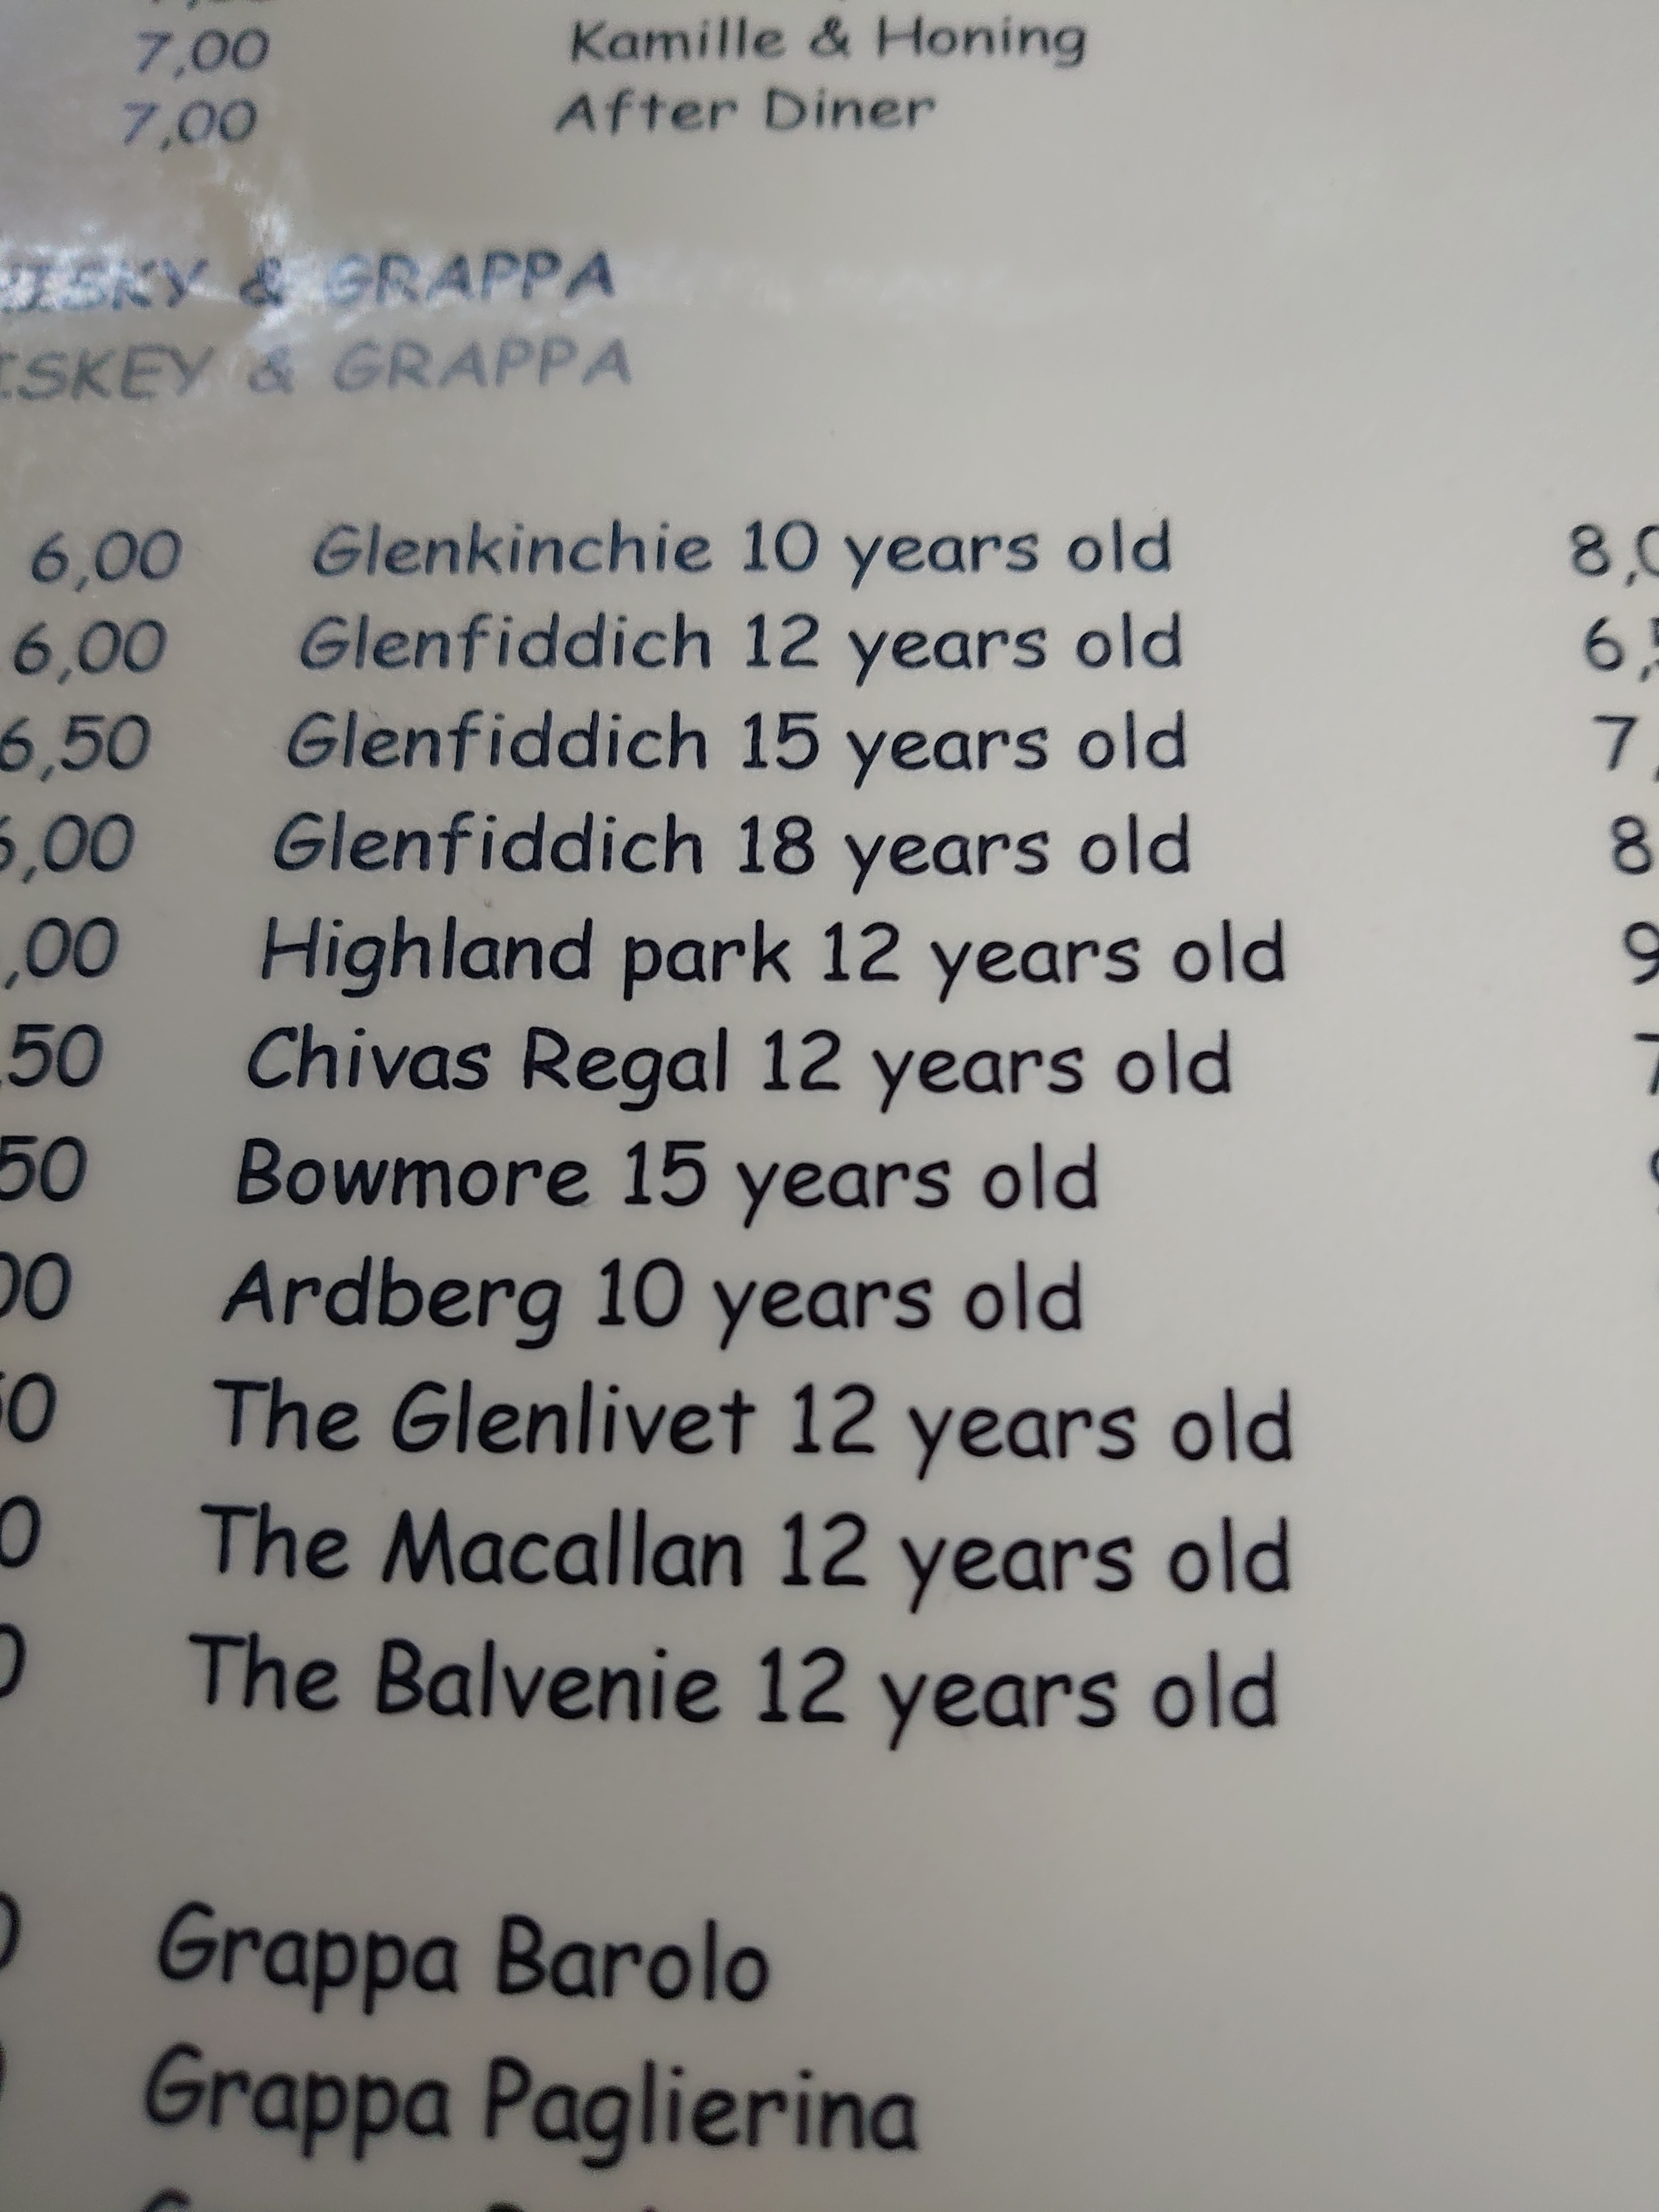 7,00 Kamille & Honing
7,00 After Diner
& GRAPPA
& GRAPPA
6,00 Glenkinchie 10 years old
6,00 Glenfiddich 12 years old
6,50 Glenfiddich 15 years old
,00 Glenfiddich 18 years old
,00 Highland park 12 years old
50 Chivas Regal 12 years old
50 Bowmore 15 years old
Ardberg 10 years old
The Glenlivet 12 years old
The Macallan 12 years old
The Balvenie 12 years old
Grappa Barolo
Grappa Paglierina